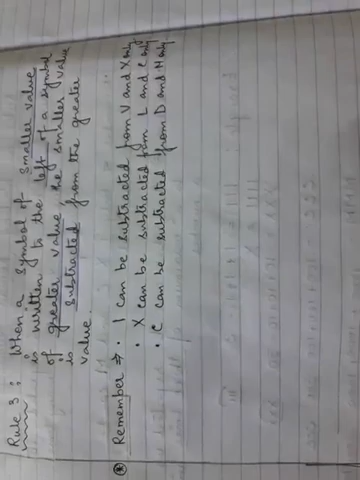 Rule 3 : When a symbol of smaller value
is written to the left of a symbol
of greater value the smaller value
is subtracted from the greater
value.
* Remember ⇒ • I can be subtracted from V and X only
• X can be subtracted from L and C only
• C can be subtracted from D and M only